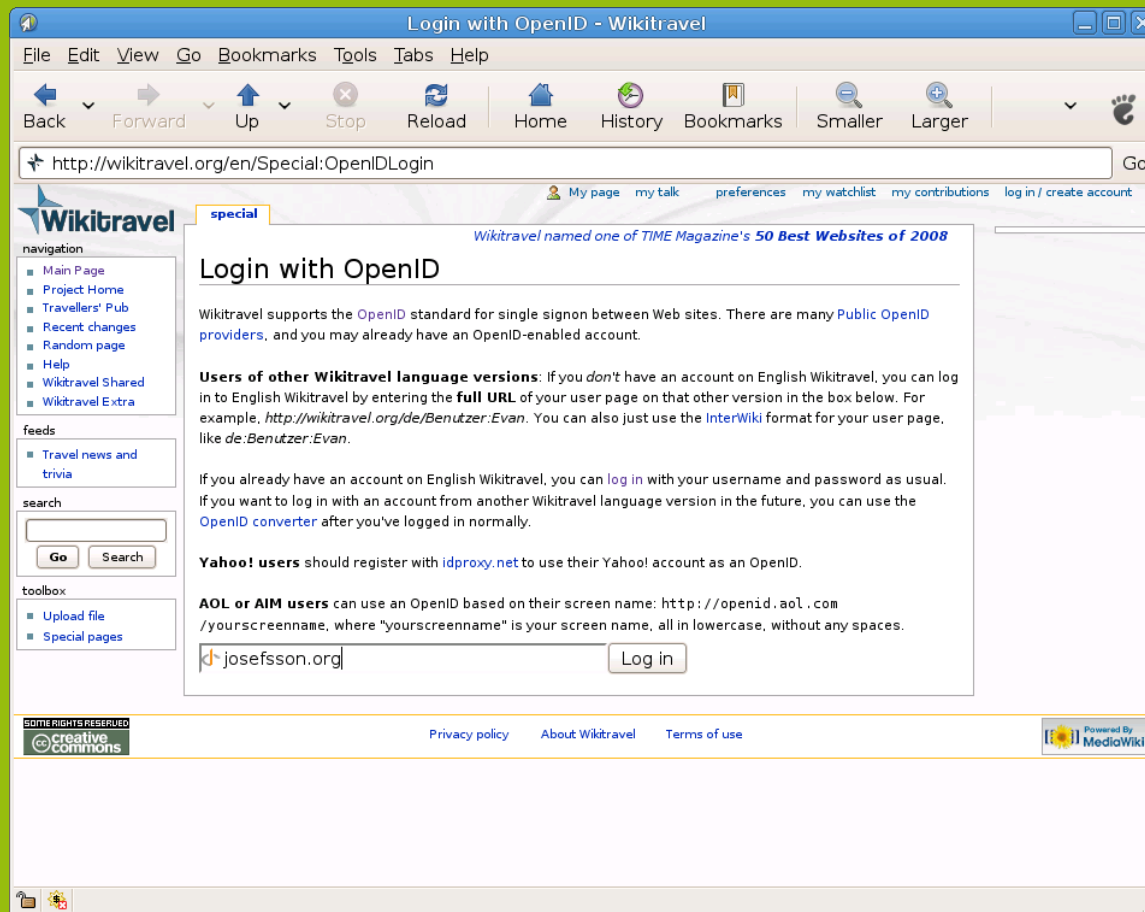 Login with OpenID - Wikitravel
File Edit View Go Bookmarks Tools Tabs Help
Back Forward Up Stop Reload Home History Bookmarks Smaller Larger
http://wikitravel.org/en/Special:OpenIDLogin Go
My page my talk preferences my watchlist my contributions log in / create account
Wikitravel
special
Wikitravel named one of TIME Magazine's 50 Best Websites of 2008
navigation
Main Page
Project Home
Travellers' Pub
Recent changes
Random page
Help
Wikitravel Shared
Wikitravel Extra
feeds
Travel news and
trivia
search
Go Search
toolbox
Upload file
Special pages
Login with OpenID
Wikitravel supports the OpenID standard for single signon between Web sites. There are many Public OpenID
providers, and you may already have an OpenID-enabled account.
Users of other Wikitravel language versions: If you don't have an account on English Wikitravel, you can log
in to English Wikitravel by entering the full URL of your user page on that other version in the box below. For
example, http://wikitravel.org/de/Benutzer:Evan. You can also just use the InterWiki format for your user page,
like de:Benutzer:Evan.
If you already have an account on English Wikitravel, you can log in with your username and password as usual.
If you want to log in with an account from another Wikitravel language version in the future, you can use the
OpenID converter after you've logged in normally.
Yahoo! users should register with idproxy.net to use their Yahoo! account as an OpenID.
AOL or AIM users can use an OpenID based on their screen name: http://openid.aol.com
/yourscreenname, where "yourscreenname" is your screen name, all in lowercase, without any spaces.
josefsson.org Log in
SOME RIGHTS RESERVED
cc creative
commons
Privacy policy About Wikitravel Terms of use
Powered By
MediaWiki